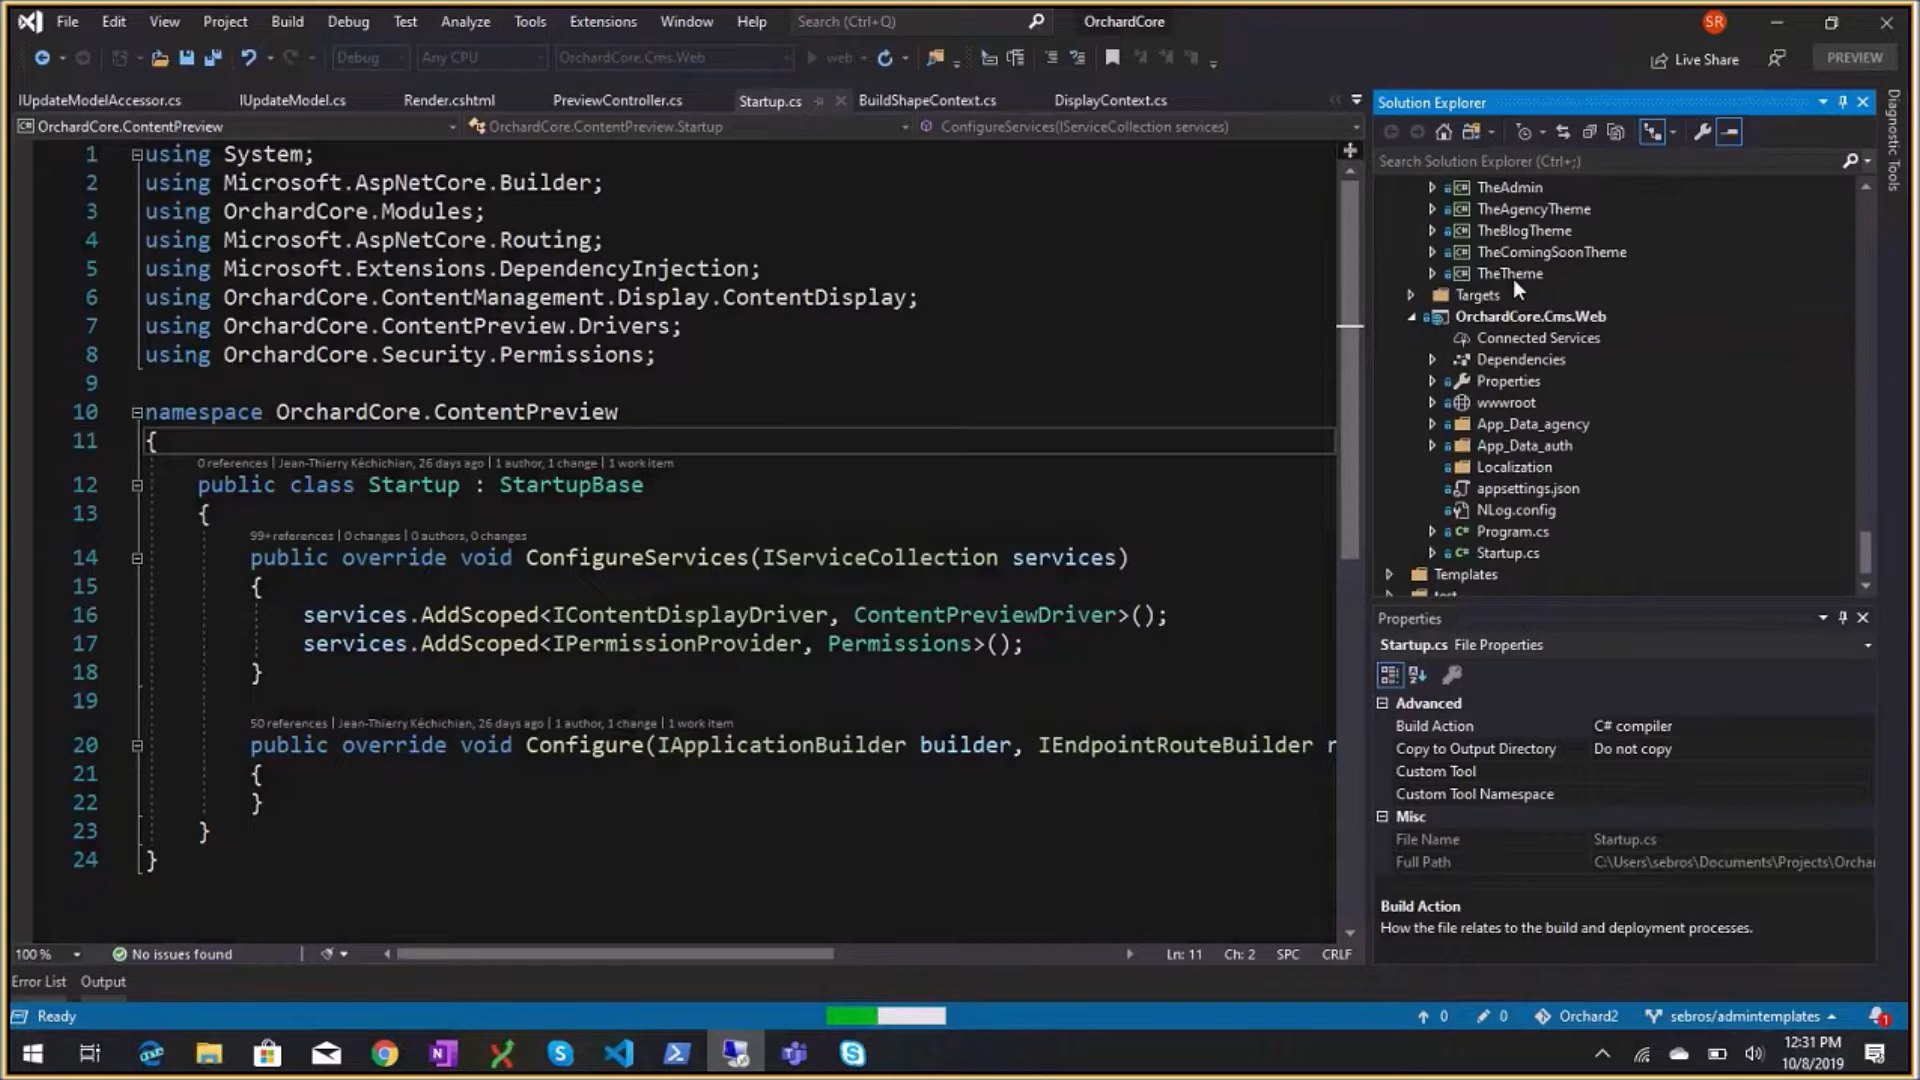 File Edit View Project Build Debug Test Analyze Tools Extensions Window Help Search (Ctrl+Q) OrchardCore SR
Debug Any CPU OrchardCore.Cms.Web web Live Share PREVIEW
IUpdateModelAccessor.cs IUpdateModel.cs Render.cshtml PreviewController.cs Startup.cs BuildShapeContext.cs DisplayContext.cs
OrchardCore.ContentPreview OrchardCore.ContentPreview.Startup ConfigureServices(IServiceCollection services)
1 using System;
2 using Microsoft.AspNetCore.Builder;
3 using OrchardCore.Modules;
4 using Microsoft.AspNetCore.Routing;
5 using Microsoft.Extensions.DependencyInjection;
6 using OrchardCore.ContentManagement.Display.ContentDisplay;
7 using OrchardCore.ContentPreview.Drivers;
8 using OrchardCore.Security.Permissions;
9
10 namespace OrchardCore.ContentPreview
11 {
0 references | Jean-Thierry Kéchichian, 26 days ago | 1 author, 1 change | 1 work item
12 public class Startup : StartupBase
13 {
99+ references | 0 changes | 0 authors, 0 changes
14 public override void ConfigureServices(IServiceCollection services)
15 {
16 services.AddScoped<IContentDisplayDriver, ContentPreviewDriver>();
17 services.AddScoped<IPermissionProvider, Permissions>();
18 }
19
50 references | Jean-Thierry Kéchichian, 26 days ago | 1 author, 1 change | 1 work item
20 public override void Configure(IApplicationBuilder builder, IEndpointRouteBuilder r
21 {
22 }
23 }
24 }
100 % No issues found Ln: 11 Ch: 2 SPC CRLF
Error List Output
Solution Explorer
Search Solution Explorer (Ctrl+;)
TheAdmin
TheAgencyTheme
TheBlogTheme
TheComingSoonTheme
TheTheme
Targets
OrchardCore.Cms.Web
Connected Services
Dependencies
Properties
wwwroot
App_Data_agency
App_Data_auth
Localization
appsettings.json
NLog.config
Program.cs
Startup.cs
Templates
Properties
Startup.cs File Properties
Advanced
Build Action C# compiler
Copy to Output Directory Do not copy
Custom Tool
Custom Tool Namespace
Misc
File Name Startup.cs
Full Path C:\Users\sebros\Documents\Projects\Orchar
Build Action
How the file relates to the build and deployment processes.
Diagnostic Tools
Ready 0 0 Orchard2 sebros/admintemplates 1
12:31 PM
10/8/2019